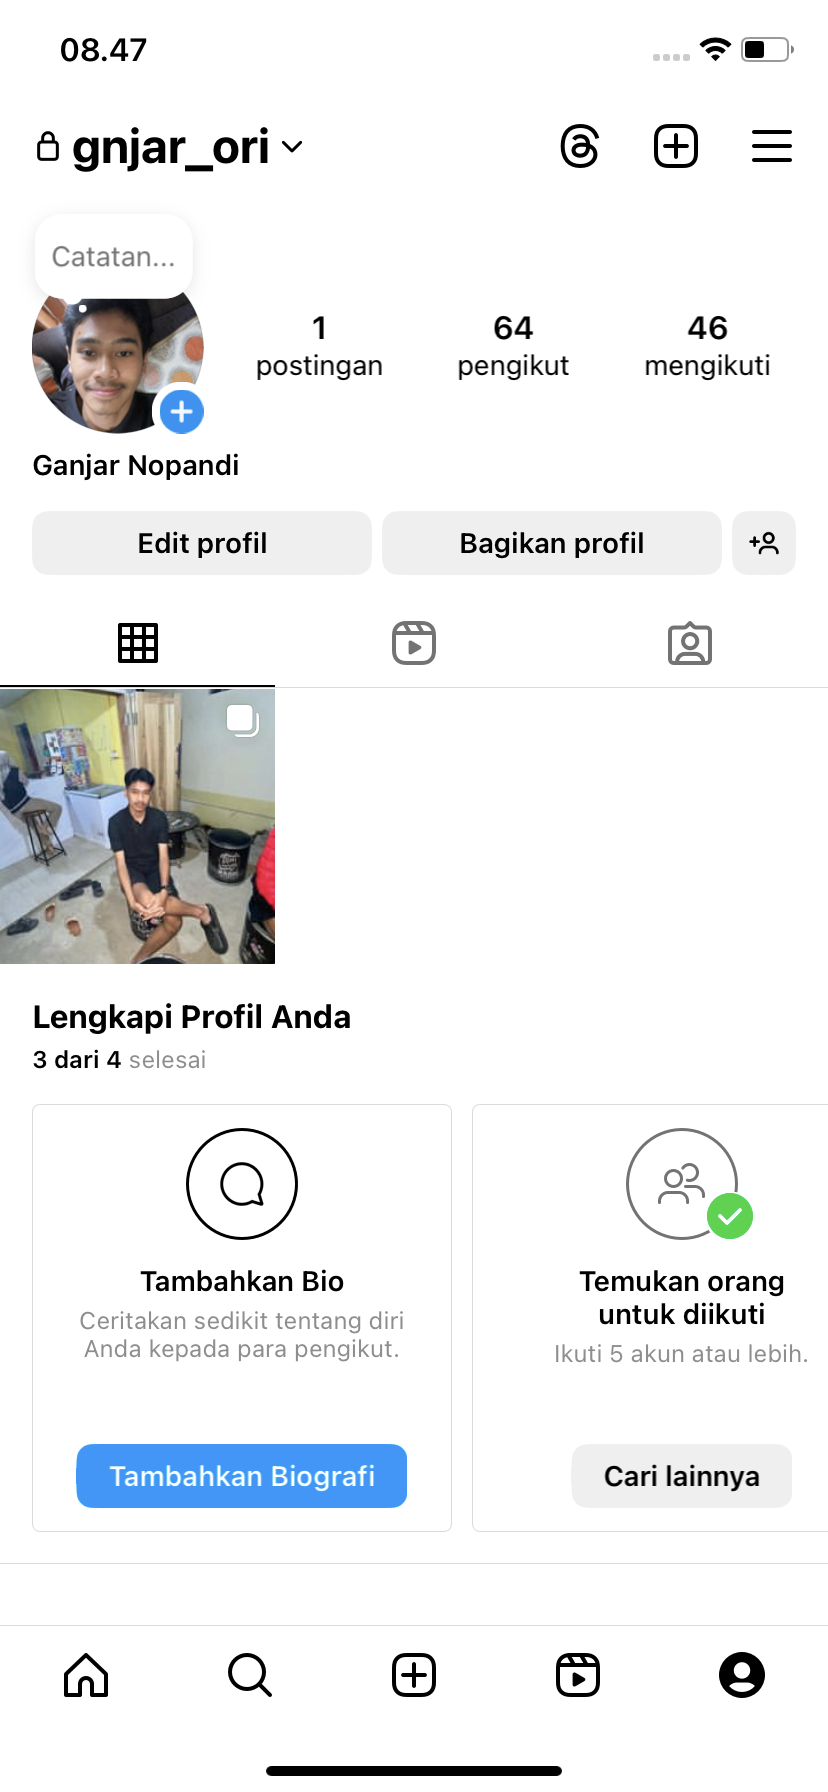 08.47
gnjar_ori
Catatan...
1
postingan
64
pengikut
46
mengikuti
Ganjar Nopandi
Edit profil
Bagikan profil
Lengkapi Profil Anda
3 dari 4 selesai
Tambahkan Bio
Ceritakan sedikit tentang diri
Anda kepada para pengikut.
Tambahkan Biografi
Temukan orang
untuk diikuti
Ikuti 5 akun atau lebih.
Cari lainnya